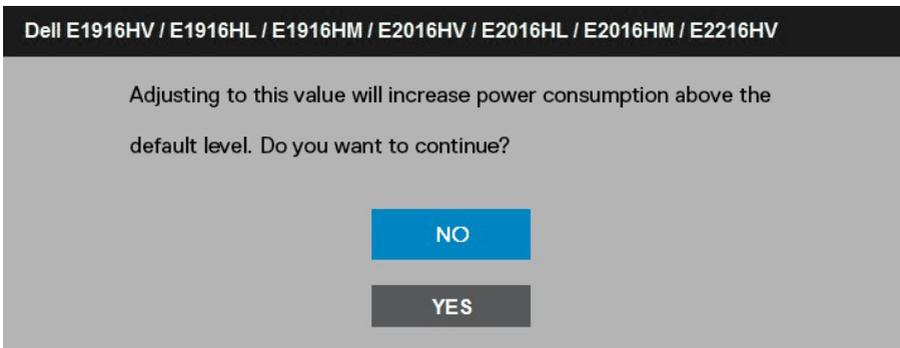 Dell E1916HV / E1916HL / E1916HM / E2016HV / E2016HL / E2016HM / E2216HV
Adjusting to this value will increase power consumption above the
default level. Do you want to continue?
NO
YES